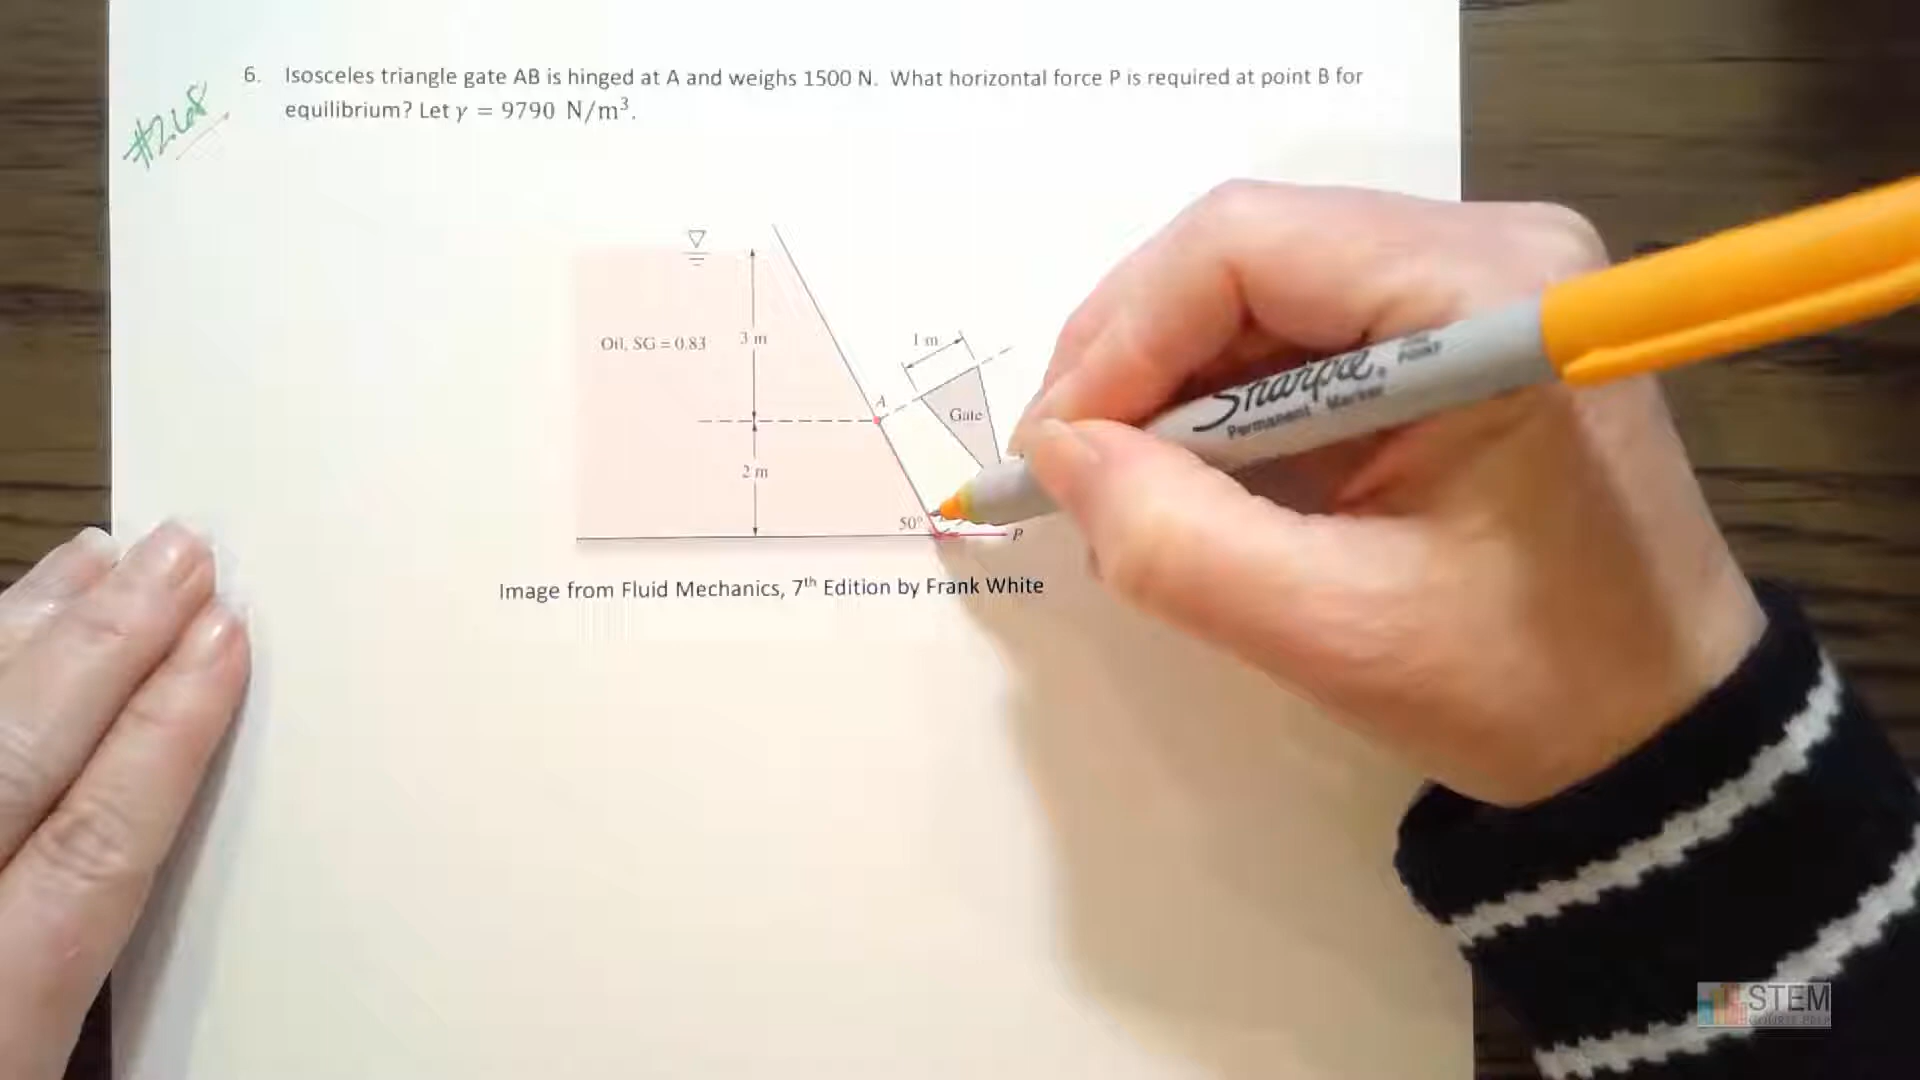 #2.68
6. Isosceles triangle gate AB is hinged at A and weighs 1500 N. What horizontal force P is required at point B for
equilibrium? Let γ = 9790 N/m³.
Oil, SG = 0.83
3 m
1 m
A
Gate
2 m
50°
P
Image from Fluid Mechanics, 7th Edition by Frank White
Sharpie
Permanent Marker
STEM
COURSE PREP